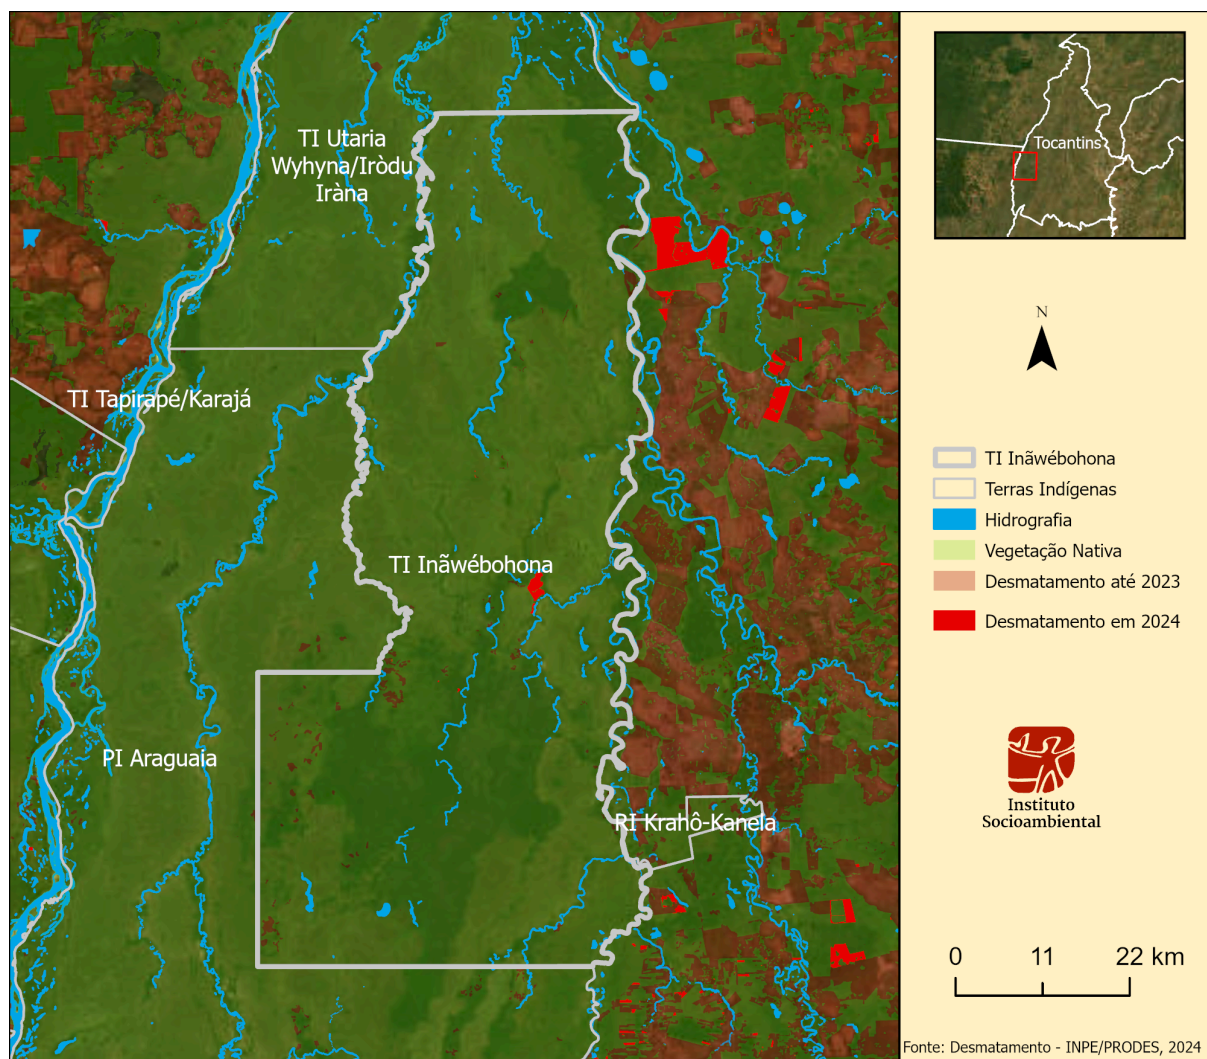 TI Utaria
Wyhyna/Iròdu
Iràna
TI Tapirapé/Karajá
TI Inãwébohona
PI Araguaia
RI Krahô-Kanela
Tocantins
N
TI Inãwébohona
Terras Indígenas
Hidrografia
Vegetação Nativa
Desmatamento até 2023
Desmatamento em 2024
Instituto
Socioambiental
0 11 22 km
Fonte: Desmatamento - INPE/PRODES, 2024